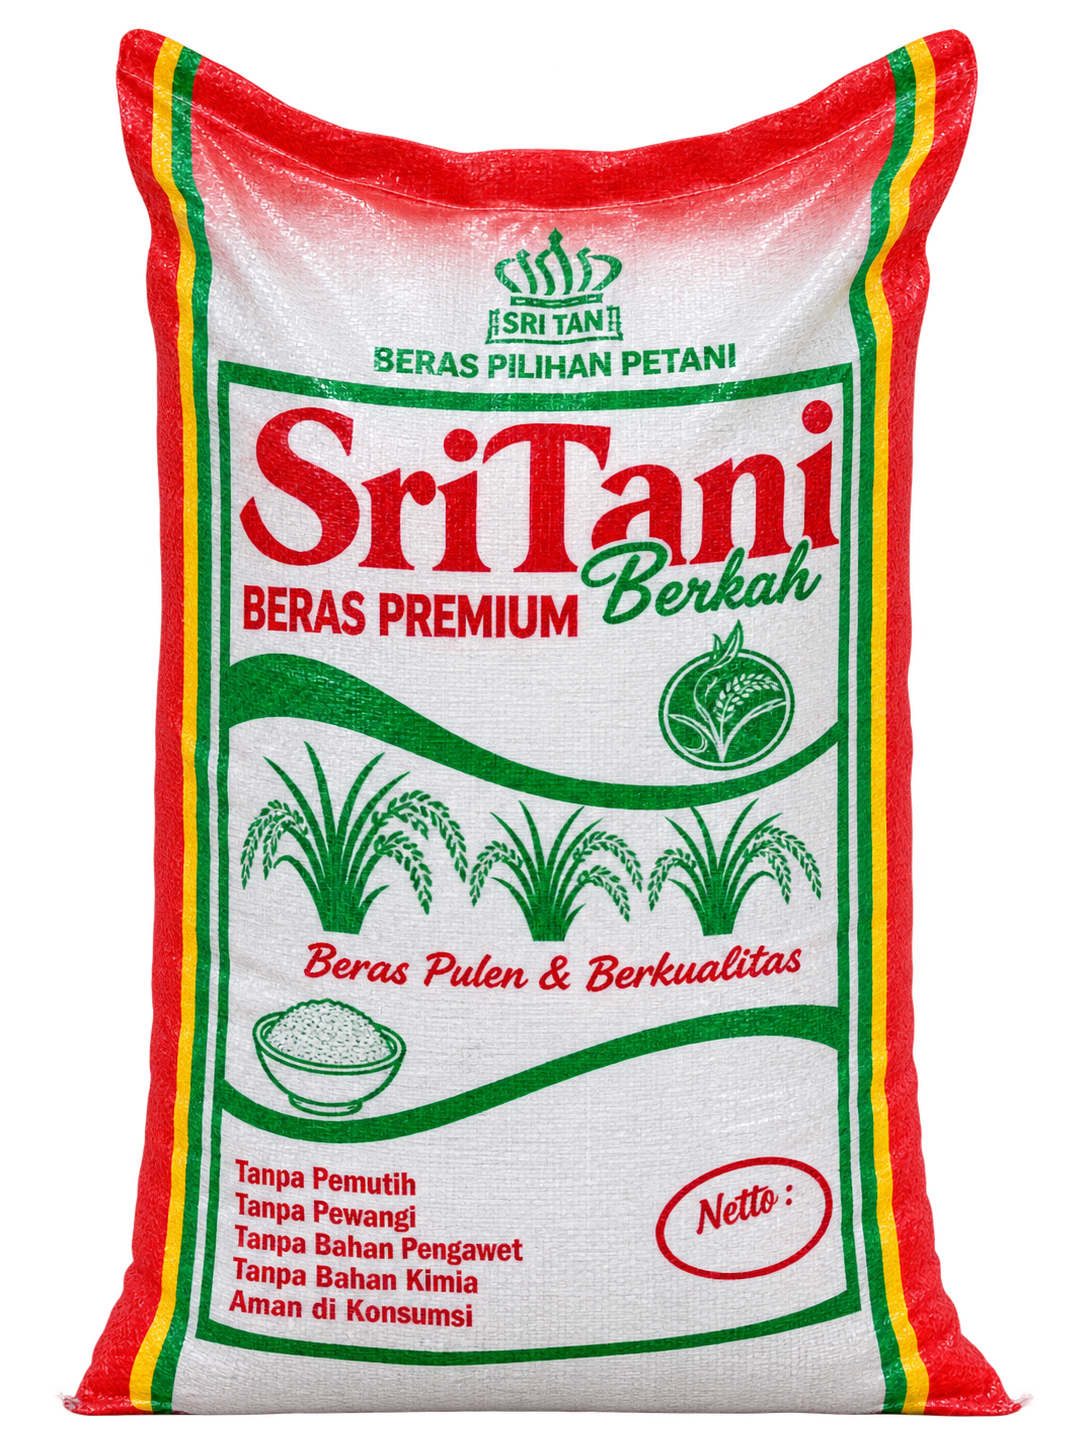 SRI TAN
BERAS PILIHAN PETANI
SriTani
Berkah
BERAS PREMIUM
Beras Pulen & Berkualitas
Tanpa Pemutih
Tanpa Pewangi
Tanpa Bahan Pengawet
Tanpa Bahan Kimia
Aman di Konsumsi
Netto :